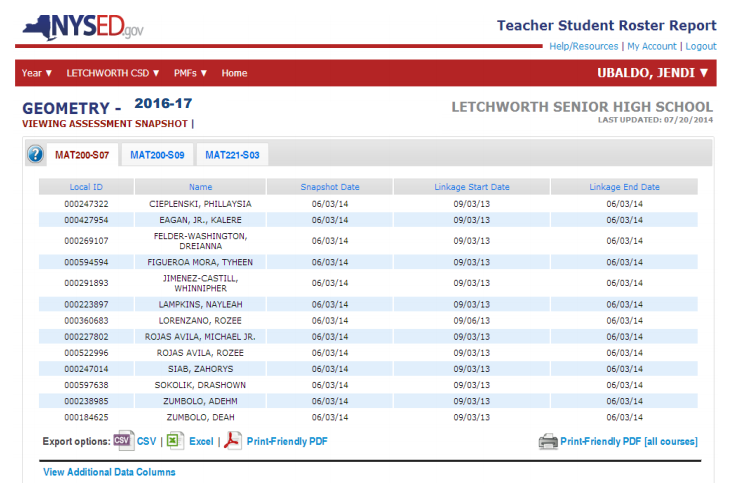 NYSED.gov
Teacher Student Roster Report
Help/Resources | My Account | Logout
Year ▼ LETCHWORTH CSD ▼ PMFs ▼ Home UBALDO, JENDI ▼
GEOMETRY - 2016-17 LETCHWORTH SENIOR HIGH SCHOOL
VIEWING ASSESSMENT SNAPSHOT | LAST UPDATED: 07/20/2014
? MAT200-S07 MAT200-S09 MAT221-S03
Local ID Name Snapshot Date Linkage Start Date Linkage End Date
000247322 CIEPLENSKI, PHILLAYSIA 06/03/14 09/03/13 06/03/14
000427954 EAGAN, JR., KALERE 06/03/14 09/03/13 06/03/14
000269107 FELDER-WASHINGTON, DREIANNA 06/03/14 09/03/13 06/03/14
000594594 FIGUEROA MORA, TYHEEN 06/03/14 09/03/13 06/03/14
000291893 JIMENEZ-CASTILL, WHINNIPHER 06/03/14 09/03/13 06/03/14
000223897 LAMPKINS, NAYLEAH 06/03/14 09/03/13 06/03/14
000360683 LORENZANO, ROZEE 06/03/14 09/06/13 06/03/14
000227802 ROJAS AVILA, MICHAEL JR. 06/03/14 09/03/13 06/03/14
000522996 ROJAS AVILA, ROZEE 06/03/14 09/03/13 06/03/14
000247014 SIAB, ZAHORYS 06/03/14 09/03/13 06/03/14
000597638 SOKOLIK, DRASHOWN 06/03/14 09/03/13 06/03/14
000238985 ZUMBOLO, ADEHM 06/03/14 09/03/13 06/03/14
000184625 ZUMBOLO, DEAH 06/03/14 09/03/13 06/03/14
Export options: CSV CSV | Excel | Print-Friendly PDF Print-Friendly PDF [all courses]
View Additional Data Columns